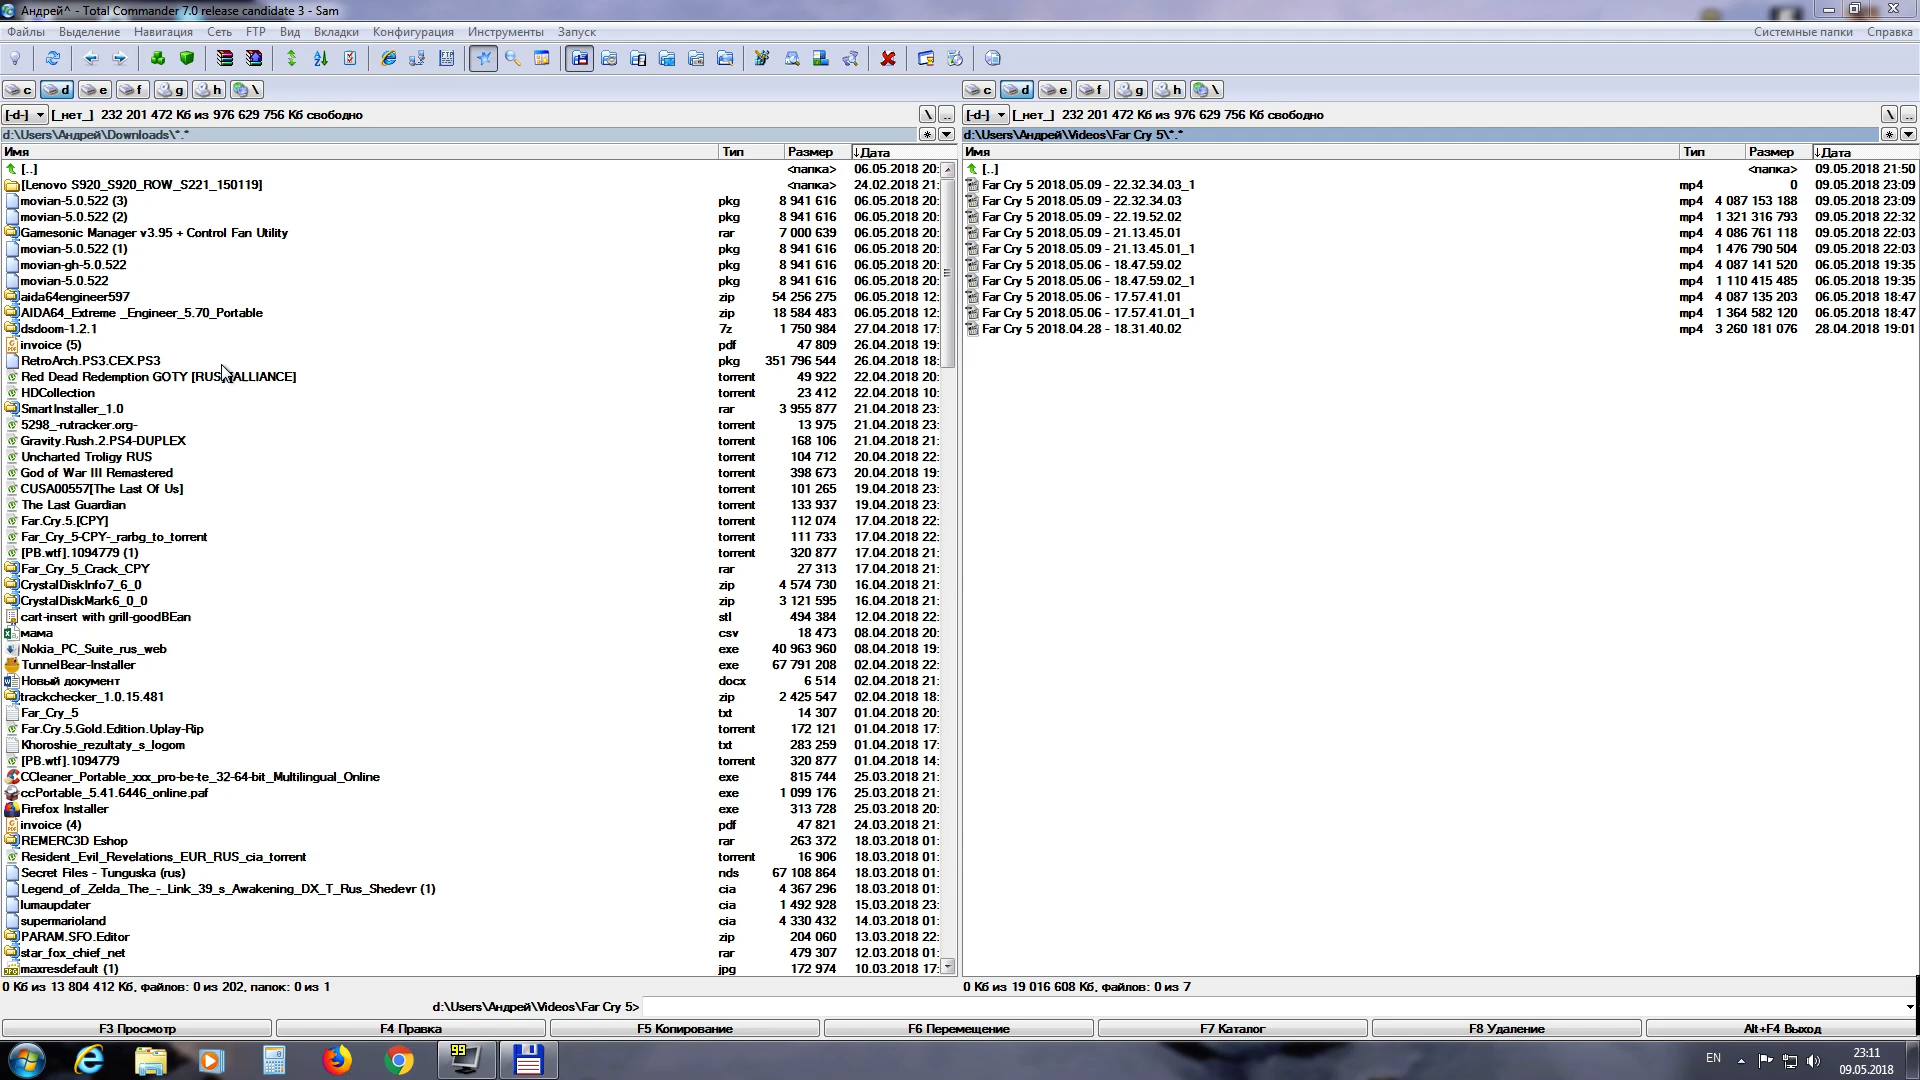 Андрей^ - Total Commander 7.0 release candidate 3 - Sam
Файлы Выделение Навигация Сеть FTP Вид Вкладки Конфигурация Инструменты Запуск Системные папки Справка
c d e f g h \ c d e f g h \
[-d-] [_нет_] 232 201 472 Кб из 976 629 756 Кб свободно \ .. [-d-] [_нет_] 232 201 472 Кб из 976 629 756 Кб свободно \ ..
d:\Users\Андрей\Downloads\*.* * d:\Users\Андрей\Videos\Far Cry 5\*.* *
Имя Тип Размер ↓Дата
[..] <папка> 06.05.2018 20:
[Lenovo S920_S920_ROW_S221_150119] <папка> 24.02.2018 21:
movian-5.0.522 (3) pkg 8 941 616 06.05.2018 20:
movian-5.0.522 (2) pkg 8 941 616 06.05.2018 20:
Gamesonic Manager v3.95 + Control Fan Utility rar 7 000 639 06.05.2018 20:
movian-5.0.522 (1) pkg 8 941 616 06.05.2018 20:
movian-gh-5.0.522 pkg 8 941 616 06.05.2018 20:
movian-5.0.522 pkg 8 941 616 06.05.2018 20:
aida64engineer597 zip 54 256 275 06.05.2018 12:
AIDA64_Extreme _Engineer_5.70_Portable zip 18 584 483 06.05.2018 12:
dsdoom-1.2.1 7z 1 750 984 27.04.2018 17:
invoice (5) pdf 47 809 26.04.2018 19:
RetroArch.PS3.CEX.PS3 pkg 351 796 544 26.04.2018 18:
Red Dead Redemption GOTY [RUS ALLIANCE] torrent 49 922 22.04.2018 20:
HDCollection torrent 23 412 22.04.2018 10:
SmartInstaller_1.0 rar 3 955 877 21.04.2018 23:
5298_-rutracker.org- torrent 13 975 21.04.2018 23:
Gravity.Rush.2.PS4-DUPLEX torrent 168 106 21.04.2018 21:
Uncharted Troligy RUS torrent 104 712 20.04.2018 22:
God of War III Remastered torrent 398 673 20.04.2018 19:
CUSA00557[The Last Of Us] torrent 101 265 19.04.2018 23:
The Last Guardian torrent 133 937 19.04.2018 23:
Far.Cry.5.[CPY] torrent 112 074 17.04.2018 22:
Far_Cry_5-CPY-_rarbg_to_torrent torrent 111 733 17.04.2018 22:
[PB.wtf].1094779 (1) torrent 320 877 17.04.2018 21:
Far_Cry_5_Crack_CPY rar 27 313 17.04.2018 21:
CrystalDiskInfo7_6_0 zip 4 574 730 16.04.2018 21:
CrystalDiskMark6_0_0 zip 3 121 595 16.04.2018 21:
cart-insert with grill-goodBEan stl 494 384 12.04.2018 22:
мама csv 18 473 08.04.2018 20:
Nokia_PC_Suite_rus_web exe 40 963 960 08.04.2018 19:
TunnelBear-Installer exe 67 791 208 02.04.2018 22:
Новый документ docx 6 514 02.04.2018 21:
trackchecker_1.0.15.481 zip 2 425 547 02.04.2018 18:
Far_Cry_5 txt 14 307 01.04.2018 20:
Far.Cry.5.Gold.Edition.Uplay-Rip torrent 172 121 01.04.2018 17:
Khoroshie_rezultaty_s_logom txt 283 259 01.04.2018 17:
[PB.wtf].1094779 torrent 320 877 01.04.2018 14:
CCleaner_Portable_xxx_pro-be-te_32-64-bit_Multilingual_Online exe 815 744 25.03.2018 21:
ccPortable_5.41.6446_online.paf exe 1 099 176 25.03.2018 21:
Firefox Installer exe 313 728 25.03.2018 20:
invoice (4) pdf 47 821 24.03.2018 21:
REMERC3D Eshop rar 263 372 18.03.2018 01:
Resident_Evil_Revelations_EUR_RUS_cia_torrent torrent 16 906 18.03.2018 01:
Secret Files - Tunguska (rus) nds 67 108 864 18.03.2018 01:
Legend_of_Zelda_The_-_Link_39_s_Awakening_DX_T_Rus_Shedevr (1) cia 4 367 296 18.03.2018 01:
lumaupdater cia 1 492 928 15.03.2018 23:
supermarioland cia 4 330 432 14.03.2018 01:
PARAM.SFO.Editor zip 204 060 13.03.2018 22:
star_fox_chief_net rar 479 307 12.03.2018 01:
maxresdefault (1) jpg 172 974 10.03.2018 17:
0 Кб из 13 804 412 Кб, файлов: 0 из 202, папок: 0 из 1
Имя Тип Размер ↓Дата
[..] <папка> 09.05.2018 21:50
Far Cry 5 2018.05.09 - 22.32.34.03_1 mp4 0 09.05.2018 23:09
Far Cry 5 2018.05.09 - 22.32.34.03 mp4 4 087 153 188 09.05.2018 23:09
Far Cry 5 2018.05.09 - 22.19.52.02 mp4 1 321 316 793 09.05.2018 22:32
Far Cry 5 2018.05.09 - 21.13.45.01 mp4 4 086 761 118 09.05.2018 22:03
Far Cry 5 2018.05.09 - 21.13.45.01_1 mp4 1 476 790 504 09.05.2018 22:03
Far Cry 5 2018.05.06 - 18.47.59.02 mp4 4 087 141 520 06.05.2018 19:35
Far Cry 5 2018.05.06 - 18.47.59.02_1 mp4 1 110 415 485 06.05.2018 19:35
Far Cry 5 2018.05.06 - 17.57.41.01 mp4 4 087 135 203 06.05.2018 18:47
Far Cry 5 2018.05.06 - 17.57.41.01_1 mp4 1 364 582 120 06.05.2018 18:47
Far Cry 5 2018.04.28 - 18.31.40.02 mp4 3 260 181 076 28.04.2018 19:01
0 Кб из 19 016 608 Кб, файлов: 0 из 7
d:\Users\Андрей\Videos\Far Cry 5>
F3 Просмотр F4 Правка F5 Копирование F6 Перемещение F7 Каталог F8 Удаление Alt+F4 Выход
99
EN 23:11
09.05.2018